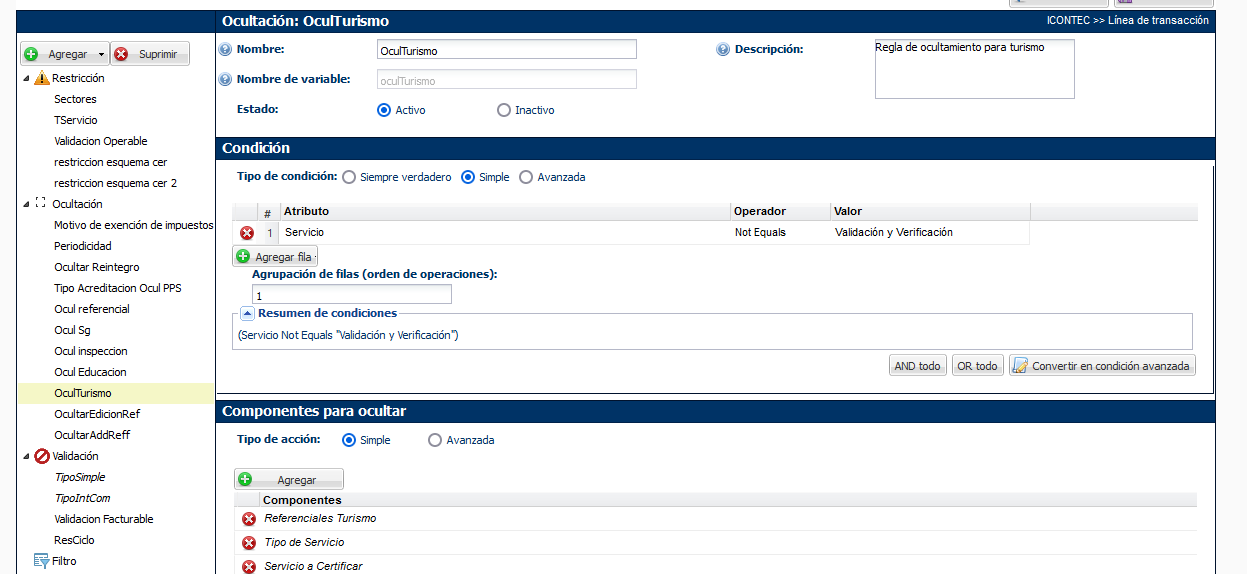 Ocultación: OculTurismo
ICONTEC >> Línea de transacción
Agregar
Suprimir
Restricción
Sectores
TServicio
Validacion Operable
restriccion esquema cer
restriccion esquema cer 2
Ocultación
Motivo de exención de impuestos
Periodicidad
Ocultar Reintegro
Tipo Acreditacion Ocul PPS
Ocul referencial
Ocul Sg
Ocul inspeccion
Ocul Educacion
OculTurismo
OcultarEdicionRef
OcultarAddReff
Validación
TipoSimple
TipoIntCom
Validacion Facturable
ResCiclo
Filtro
Nombre:
OculTurismo
Descripción:
Regla de ocultamiento para turismo
Nombre de variable:
oculTurismo
Estado:
Activo
Inactivo
Condición
Tipo de condición:
Siempre verdadero
Simple
Avanzada
# Atributo Operador Valor
1 Servicio Not Equals Validación y Verificación
Agregar fila
Agrupación de filas (orden de operaciones):
1
Resumen de condiciones
(Servicio Not Equals "Validación y Verificación")
AND todo
OR todo
Convertir en condición avanzada
Componentes para ocultar
Tipo de acción:
Simple
Avanzada
Agregar
Componentes
Referenciales Turismo
Tipo de Servicio
Servicio a Certificar